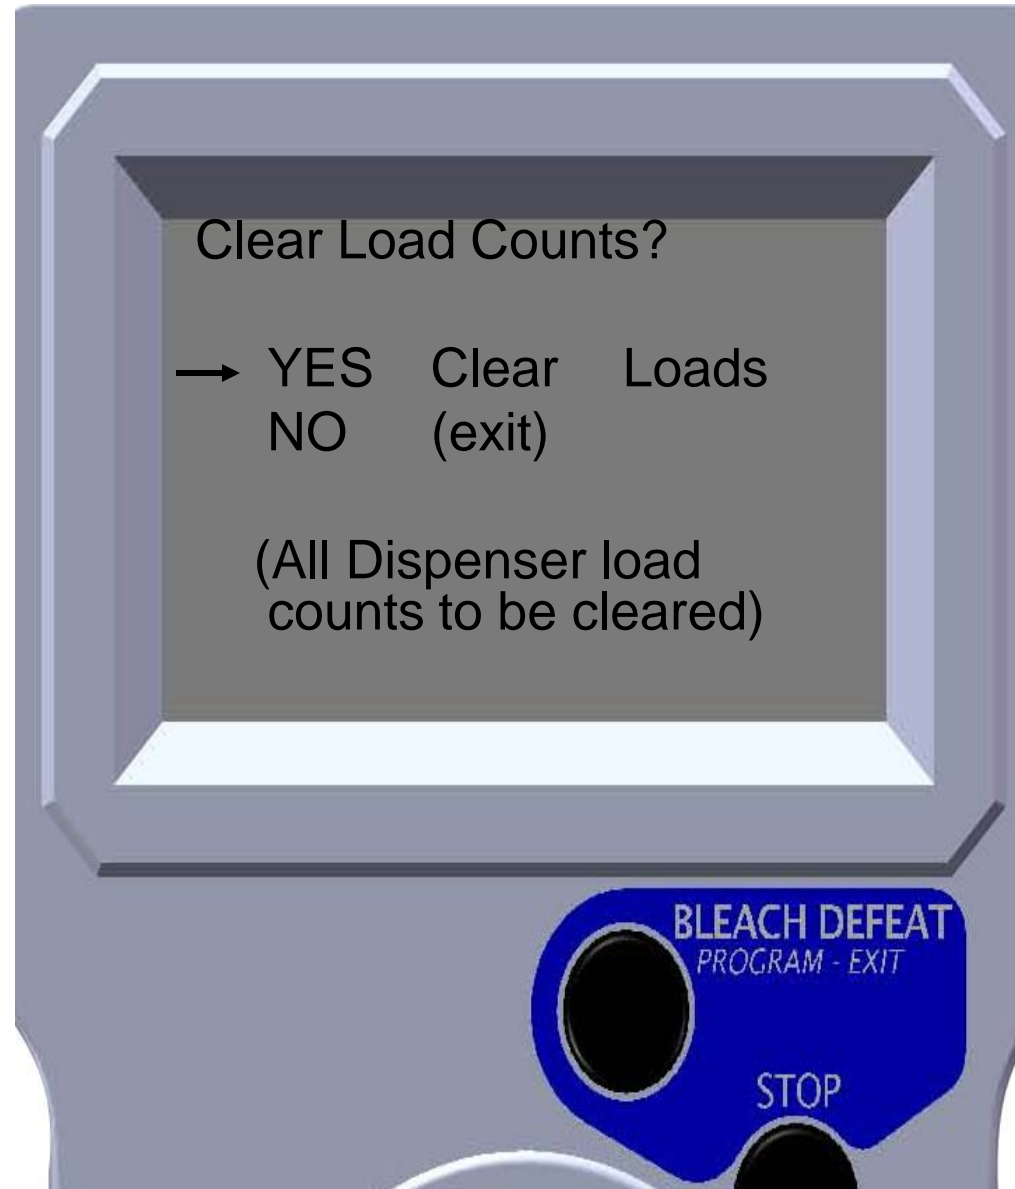 Clear Load Counts?
→ YES Clear Loads
NO (exit)
(All Dispenser load
counts to be cleared)
BLEACH DEFEAT
PROGRAM - EXIT
STOP